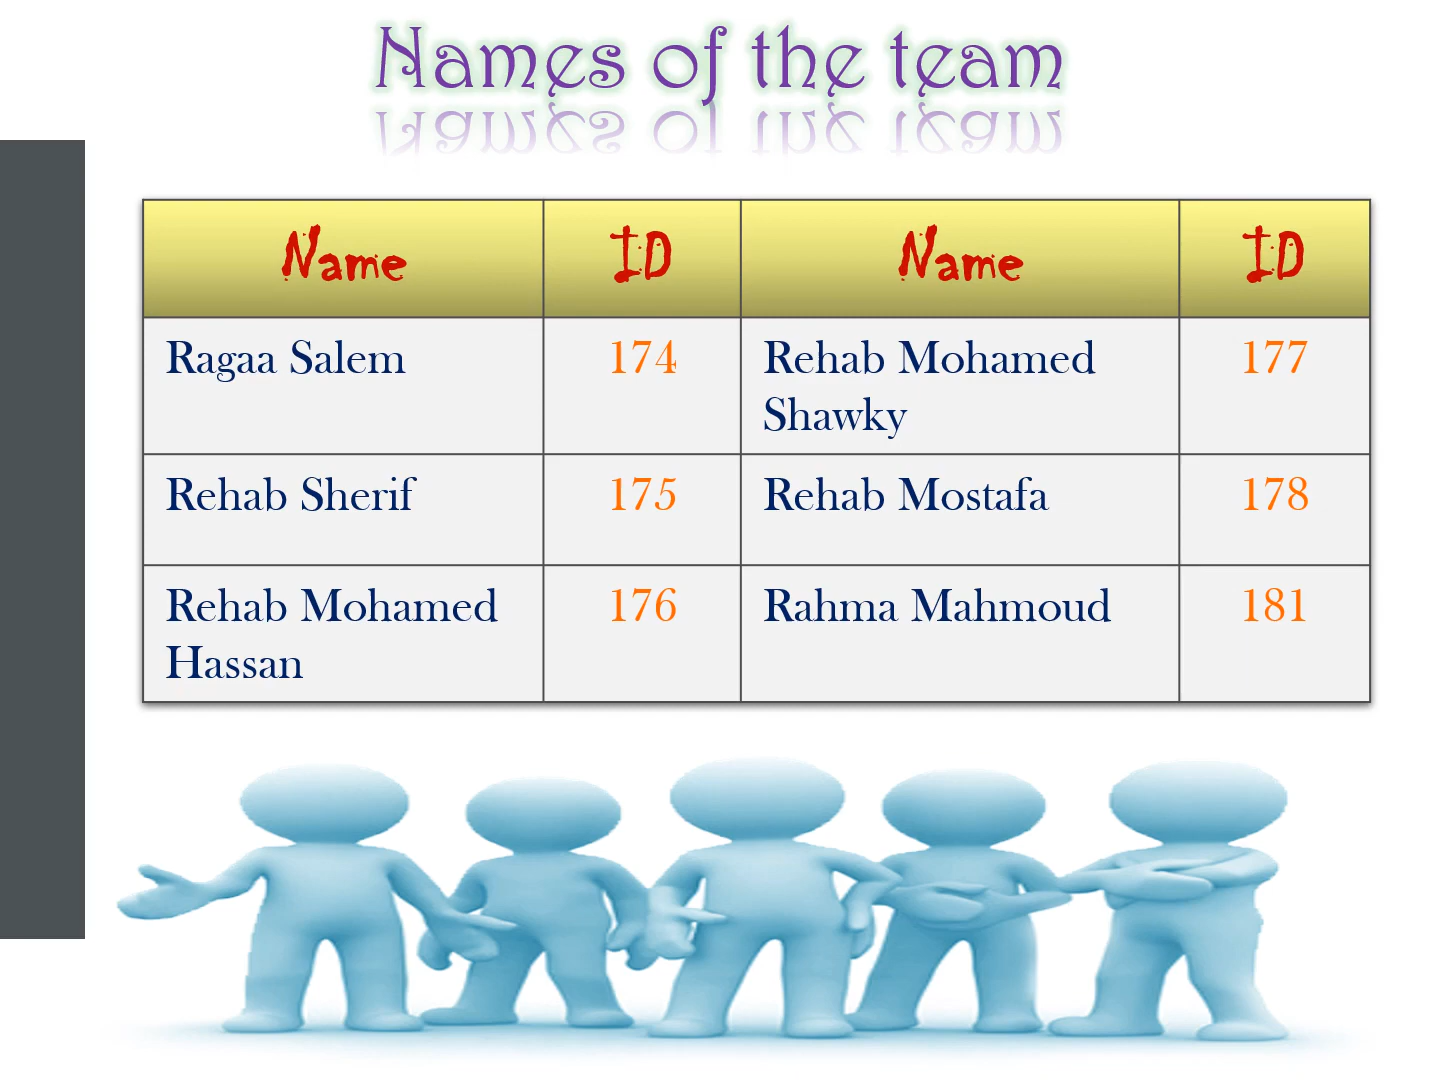 Names of the team
Name ID Name ID
Ragaa Salem 174 Rehab Mohamed Shawky 177
Rehab Sherif 175 Rehab Mostafa 178
Rehab Mohamed Hassan 176 Rahma Mahmoud 181